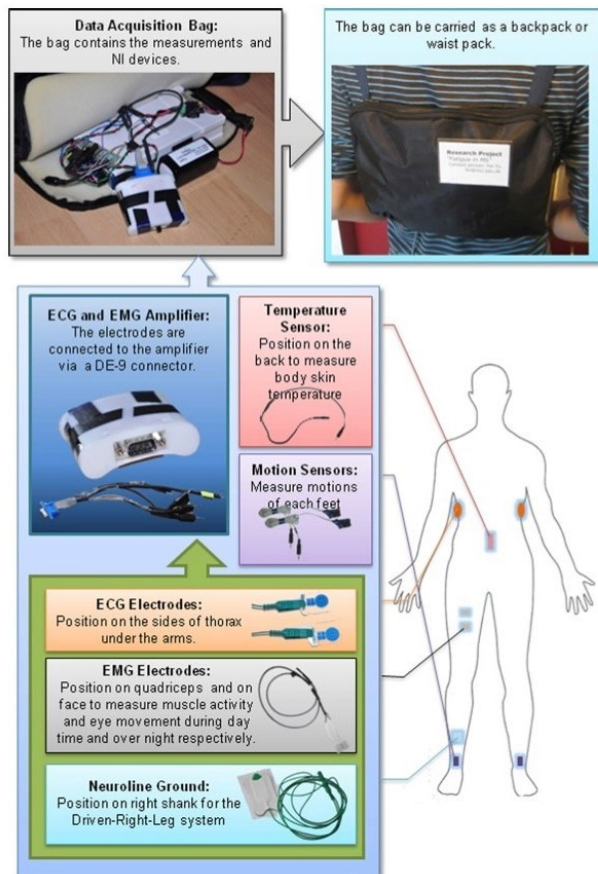 Data Acquisition Bag:
The bag contains the measurements and
NI devices.
The bag can be carried as a backpack or
waist pack.
Research Project
"Fatigue in MS"
ECG and EMG Amplifier:
The electrodes are
connected to the amplifier
via a DE-9 connector.
Temperature
Sensor:
Position on the
back to measure
body skin
temperature
Motion Sensors:
Measure motions
of each feet
ECG Electrodes:
Position on the sides of thorax
under the arms.
EMG Electrodes:
Position on quadriceps and on
face to measure muscle activity
and eye movement during day
time and over night respectively.
Neuroline Ground:
Position on right shank for the
Driven-Right-Leg system